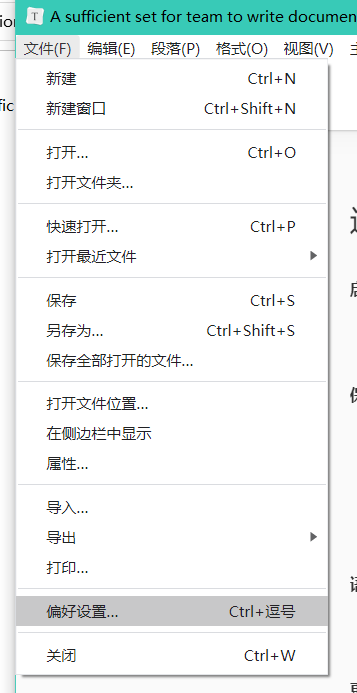 T A sufficient set for team to write documen
文件(F) 编辑(E) 段落(P) 格式(O) 视图(V)
新建 Ctrl+N
新建窗口 Ctrl+Shift+N
打开... Ctrl+O
打开文件夹...
快速打开... Ctrl+P
打开最近文件
保存 Ctrl+S
另存为... Ctrl+Shift+S
保存全部打开的文件...
打开文件位置...
在侧边栏中显示
属性...
导入...
导出
打印...
偏好设置... Ctrl+逗号
关闭 Ctrl+W